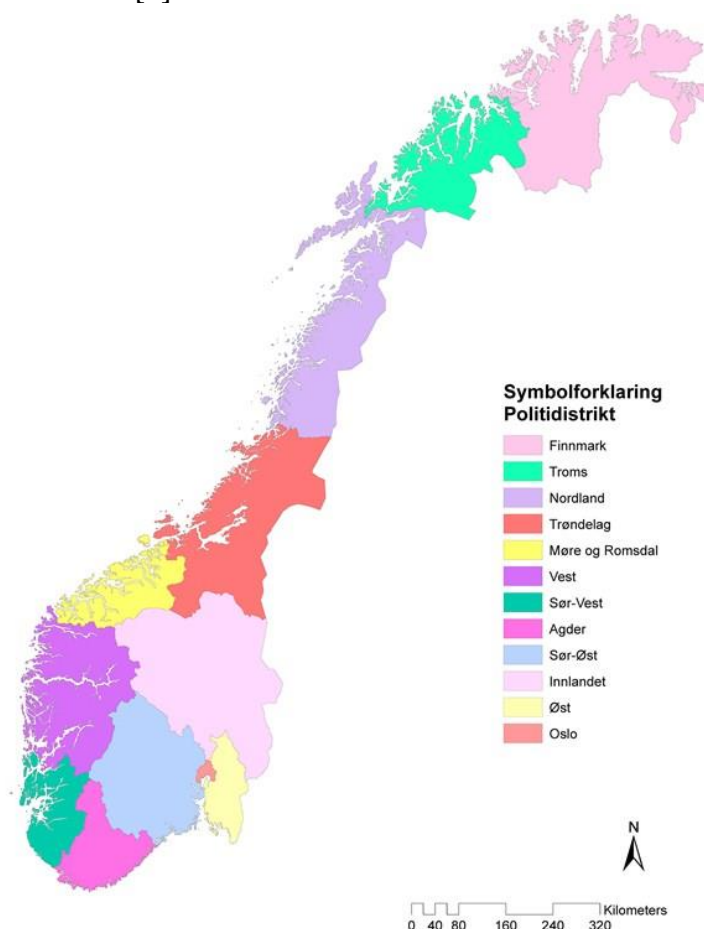 Symbolforklaring
Politidistrikt
Finnmark
Troms
Nordland
Trøndelag
Møre og Romsdal
Vest
Sør-Vest
Agder
Sør-Øst
Innlandet
Øst
Oslo
N
Kilometers
0 40 80 160 240 320